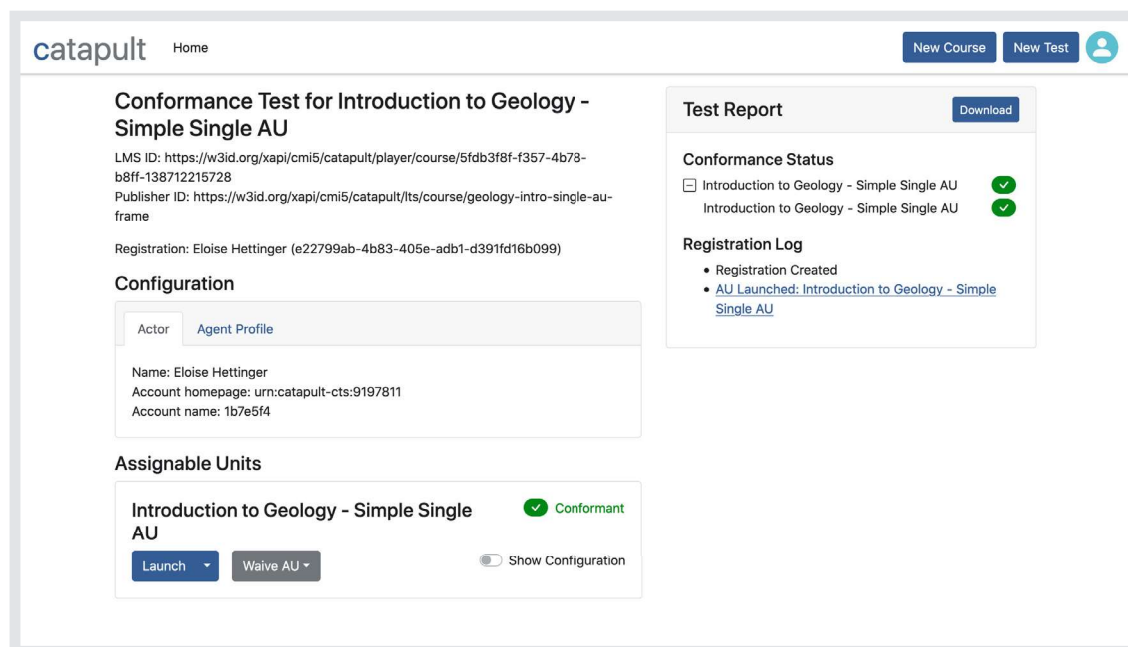 catapult
Home
New Course
New Test
Conformance Test for Introduction to Geology -
Simple Single AU
LMS ID: https://w3id.org/xapi/cmi5/catapult/player/course/5fdb3f8f-f357-4b73-
b8ff-138712215728
Publisher ID: https://w3id.org/xapi/cmi5/catapult/lts/course/geology-intro-single-au-
frame
Registration: Eloise Hettinger (e22799ab-4b83-405e-adb1-d391fd16b099)
Configuration
Actor
Agent Profile
Name: Eloise Hettinger
Account homepage: urn:catapult-cts:9197811
Account name: 1b7e5f4
Assignable Units
Introduction to Geology - Simple Single
AU
Conformant
Launch
Waive AU
Show Configuration
Test Report
Download
Conformance Status
Introduction to Geology - Simple Single AU
Introduction to Geology - Simple Single AU
Registration Log
• Registration Created
• AU Launched: Introduction to Geology - Simple
Single AU